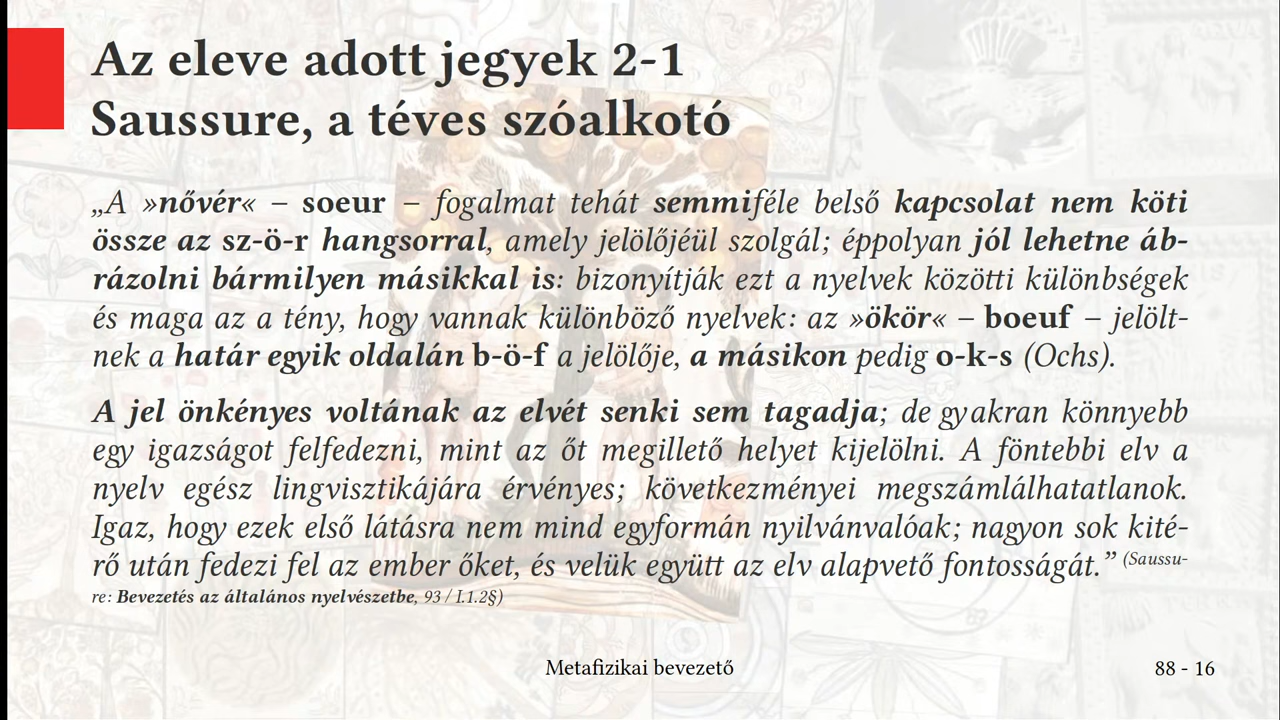 Az eleve adott jegyek 2-1
Saussure, a téves szóalkotó
„A »nővér« – soeur – fogalmat tehát semmiféle belső kapcsolat nem köti
össze az sz-ö-r hangsorral, amely jelölőjéül szolgál; éppolyan jól lehetne áb-
rázolni bármilyen másikkal is: bizonyítják ezt a nyelvek közötti különbségek
és maga az a tény, hogy vannak különböző nyelvek: az »ökör« – boeuf – jelölt-
nek a határ egyik oldalán b-ö-f a jelölője, a másikon pedig o-k-s (Ochs).
A jel önkényes voltának az elvét senki sem tagadja; de gyakran könnyebb
egy igazságot felfedezni, mint az őt megillető helyet kijelölni. A föntebbi elv a
nyelv egész lingvisztikájára érvényes; következményei megszámlálhatatlanok.
Igaz, hogy ezek első látásra nem mind egyformán nyilvánvalóak; nagyon sok kité-
rő után fedezi fel az ember őket, és velük együtt az elv alapvető fontosságát.” (Saussu-
re: Bevezetés az általános nyelvészetbe, 93 / I.1.2§)
Metafizikai bevezető
88 - 16